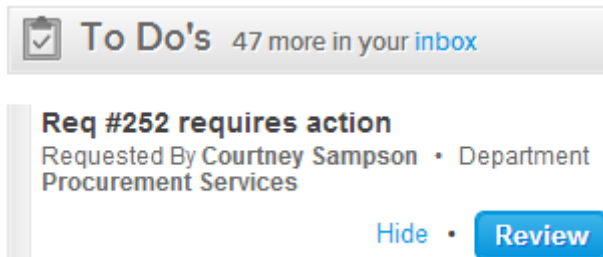 To Do's 47 more in your inbox
Req #252 requires action
Requested By Courtney Sampson • Department
Procurement Services
Hide • Review